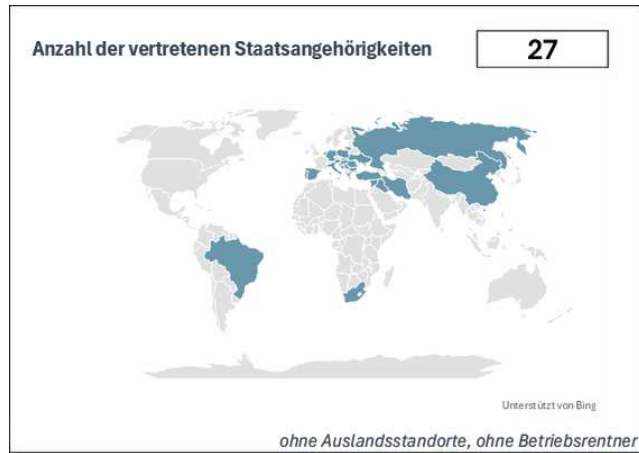 Anzahl der vertretenen Staatsangehörigkeiten
27
Unterstützt von Bing
ohne Auslandsstandorte, ohne Betriebsrentner